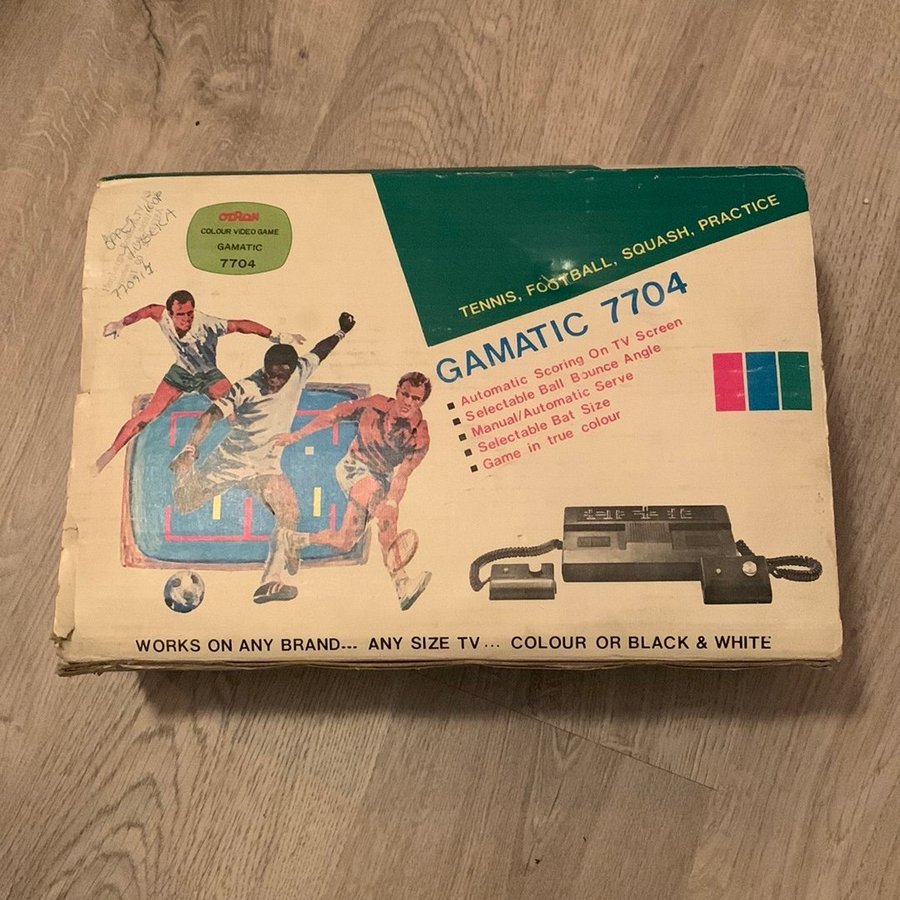 OTRON
COLOUR VIDEO GAME
GAMATIC
7704
TENNIS, FOOTBALL, SQUASH, PRACTICE
GAMATIC 7704
Automatic Scoring On TV Screen
Selectable Ball Bounce Angle
Manual/Automatic Serve
Selectable Bat Size
Game in true colour
WORKS ON ANY BRAND... ANY SIZE TV... COLOUR OR BLACK & WHITE